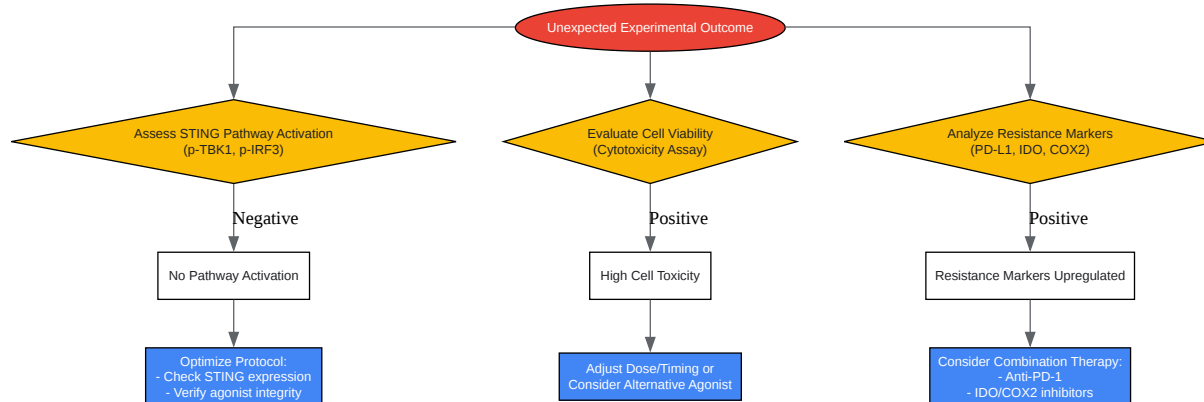 Unexpected Experimental Outcome
Assess STING Pathway Activation
(p-TBK1, p-IRF3)
Evaluate Cell Viability
(Cytotoxicity Assay)
Analyze Resistance Markers
(PD-L1, IDO, COX2)
Negative
Positive
Positive
No Pathway Activation
High Cell Toxicity
Resistance Markers Upregulated
Optimize Protocol:
- Check STING expression
- Verify agonist integrity
Adjust Dose/Timing or
Consider Alternative Agonist
Consider Combination Therapy:
- Anti-PD-1
- IDO/COX2 inhibitors